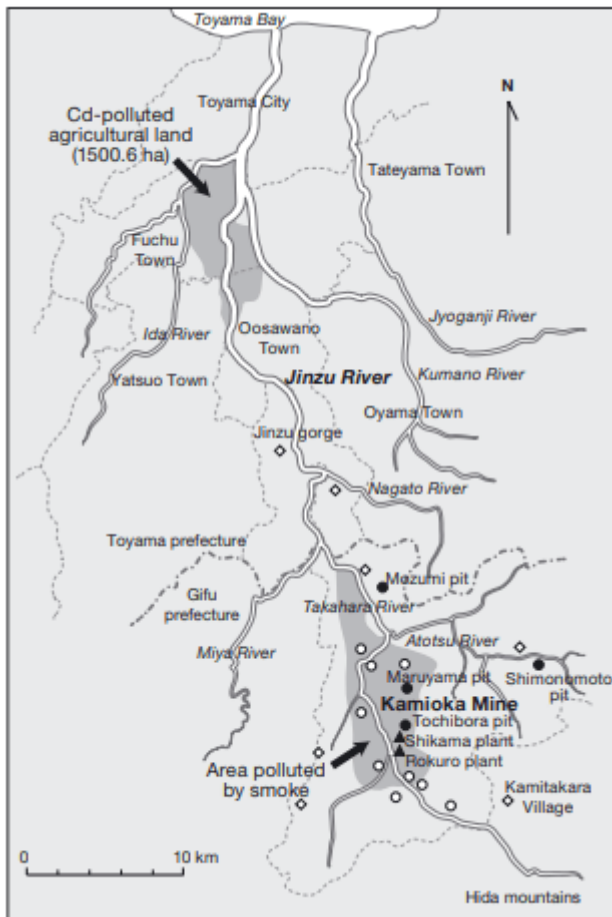 Toyama Bay
Toyama City
N
Cd-polluted
agricultural land
(1500.6 ha)
Tateyama Town
Fuchu
Town
Jyoganji River
Ida River
Oosawano
Town
Yatsuo Town
Jinzu River
Kumano River
Oyama Town
Jinzu gorge
Nagato River
Toyama prefecture
Mozumi pit
Gifu
prefecture
Takahara River
Miya River
Atotsu River
Maruyama pit
Shimonomoto
pit
Kamioka Mine
Tochibora pit
Shikama plant
Rokuro plant
Area polluted
by smoke
Kamitakara
Village
0
10 km
Hida mountains